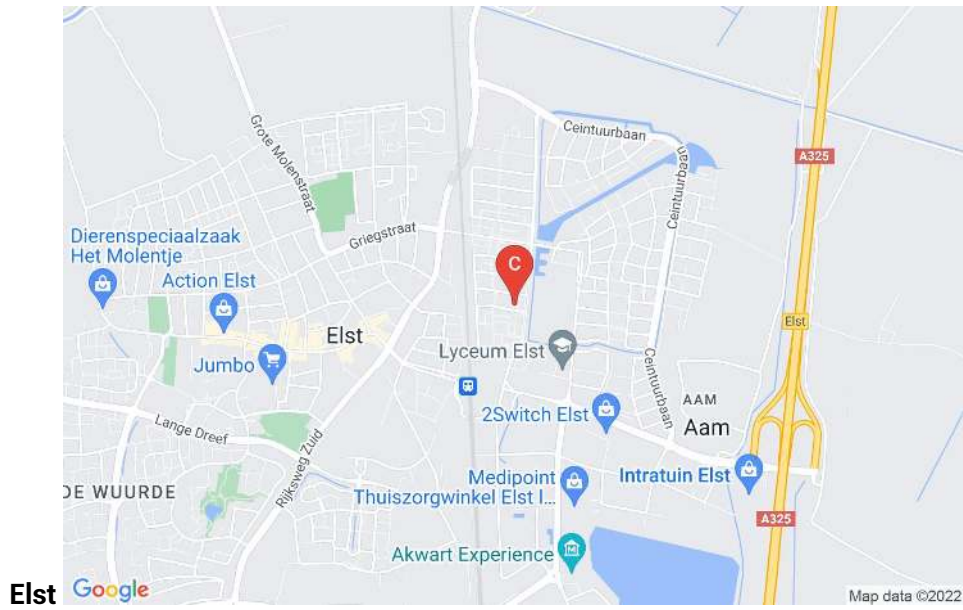 Ceintuurbaan
A325
Grote Molenstraat
Ceintuurbaan
Dierenspeciaalzaak
Het Molentje
Griegstraat
C
Action Elst
Elst
Elst
Lyceum Elst
Jumbo
Ceintuurbaan
AAM
2Switch Elst
Aam
Lange Dreef
Rijksweg Zuid
Medipoint
Thuiszorgwinkel Elst I...
Intratuin Elst
DE WUURDE
A325
Akwart Experience
Elst
Google
Map data ©2022